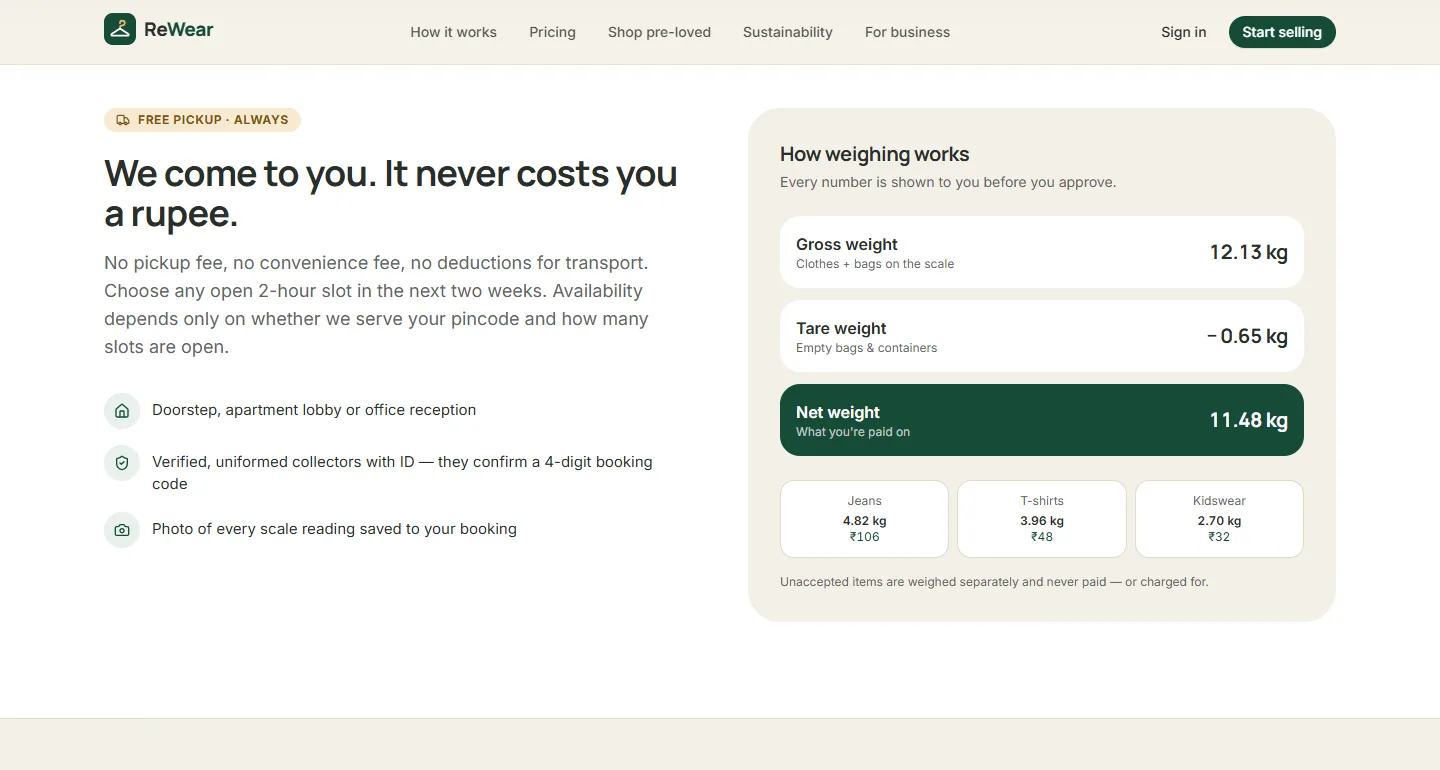 ReWear
How it works
Pricing
Shop pre-loved
Sustainability
For business
Sign in
Start selling
FREE PICKUP · ALWAYS
We come to you. It never costs you
a rupee.
No pickup fee, no convenience fee, no deductions for transport.
Choose any open 2-hour slot in the next two weeks. Availability
depends only on whether we serve your pincode and how many
slots are open.
Doorstep, apartment lobby or office reception
Verified, uniformed collectors with ID — they confirm a 4-digit booking
code
Photo of every scale reading saved to your booking
How weighing works
Every number is shown to you before you approve.
Gross weight
Clothes + bags on the scale
12.13 kg
Tare weight
Empty bags & containers
− 0.65 kg
Net weight
What you're paid on
11.48 kg
Jeans
4.82 kg
₹106
T-shirts
3.96 kg
₹48
Kidswear
2.70 kg
₹32
Unaccepted items are weighed separately and never paid — or charged for.